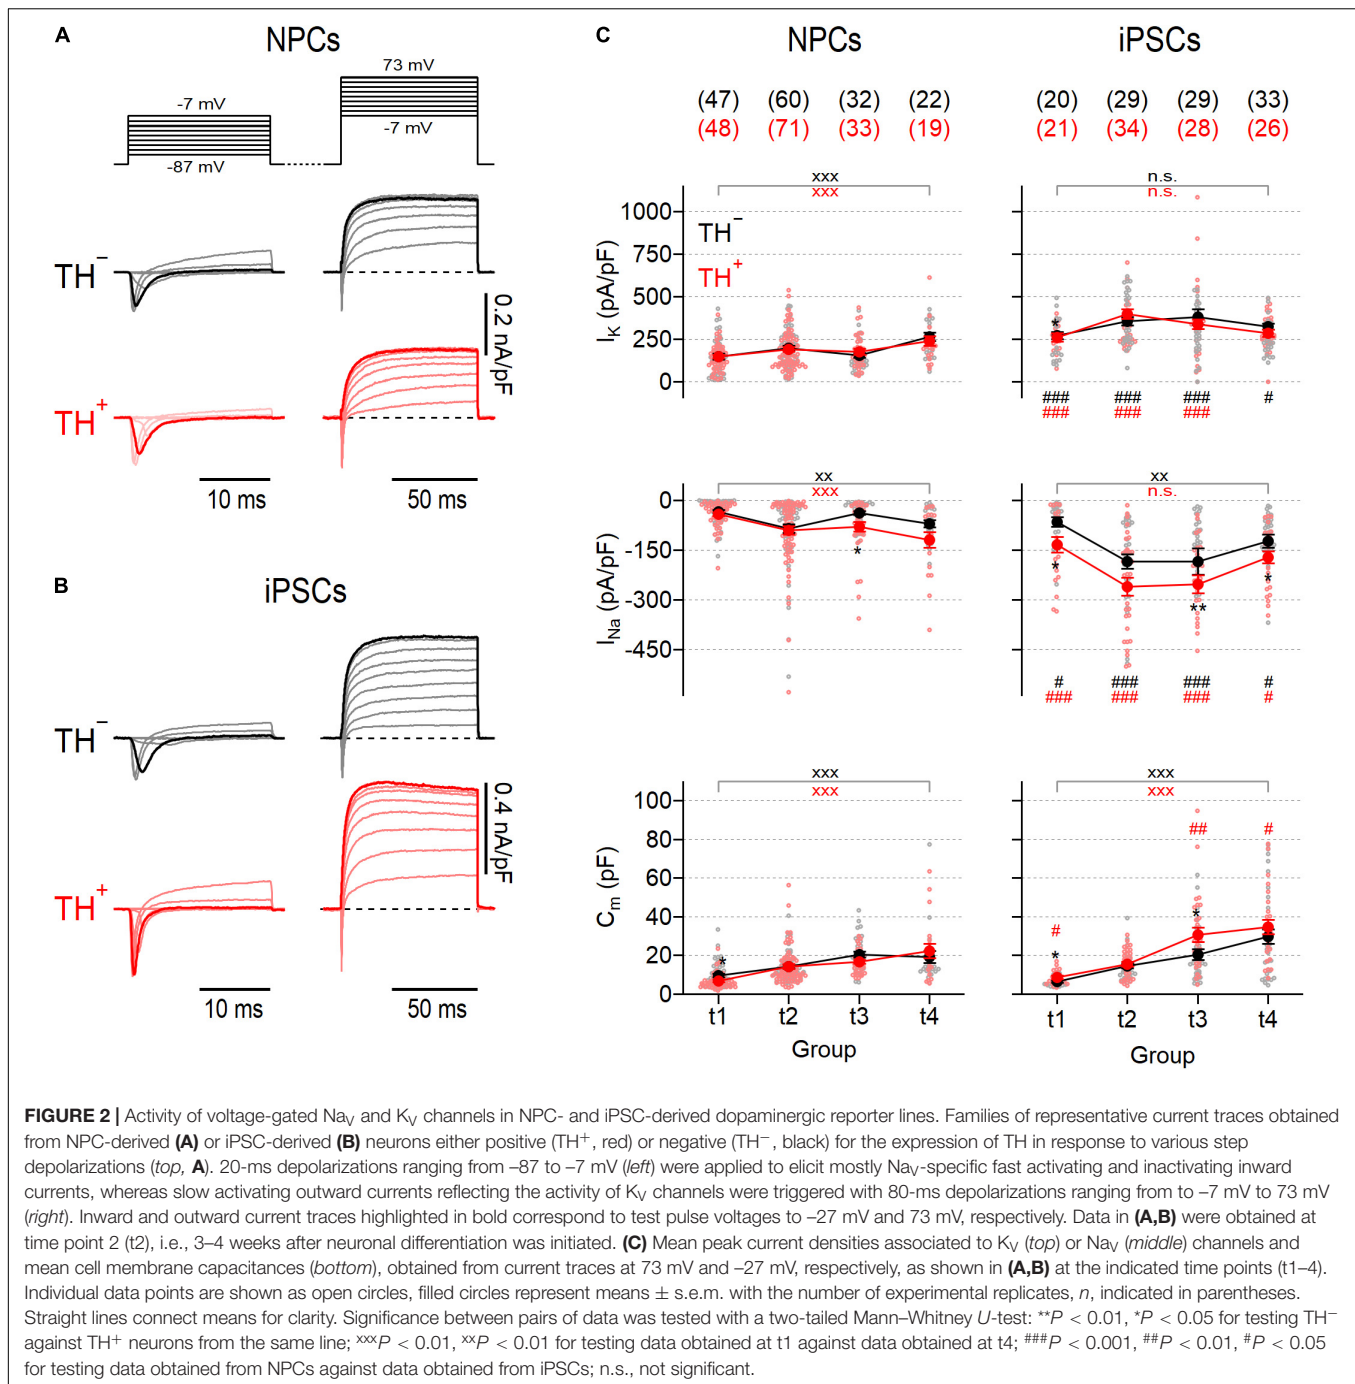 A
NPCs
-7 mV
-87 mV
73 mV
-7 mV
TH−
TH+
0.2 nA/pF
10 ms
50 ms
B
iPSCs
TH−
TH+
0.4 nA/pF
10 ms
50 ms
C
NPCs
iPSCs
(47) (60) (32) (22)
(48) (71) (33) (19)
(20) (29) (29) (33)
(21) (34) (28) (26)
xxx
xxx
n.s.
n.s.
TH−
TH+
IK (pA/pF)
1000
750
500
250
0
*
### ### ### #
### ### ###
xx
xxx
xx
n.s.
INa (pA/pF)
0
-150
-300
-450
*
* ** *
# ### ### #
### ### ### #
xxx
xxx
xxx
xxx
Cm (pF)
100
80
60
40
20
0
*
# ## #
* *
t1 t2 t3 t4
Group
t1 t2 t3 t4
Group
FIGURE 2 | Activity of voltage-gated NaV and KV channels in NPC- and iPSC-derived dopaminergic reporter lines. Families of representative current traces obtained
from NPC-derived (A) or iPSC-derived (B) neurons either positive (TH+, red) or negative (TH−, black) for the expression of TH in response to various step
depolarizations (top, A). 20-ms depolarizations ranging from –87 to –7 mV (left) were applied to elicit mostly NaV-specific fast activating and inactivating inward
currents, whereas slow activating outward currents reflecting the activity of KV channels were triggered with 80-ms depolarizations ranging from to –7 mV to 73 mV
(right). Inward and outward current traces highlighted in bold correspond to test pulse voltages to –27 mV and 73 mV, respectively. Data in (A,B) were obtained at
time point 2 (t2), i.e., 3–4 weeks after neuronal differentiation was initiated. (C) Mean peak current densities associated to KV (top) or NaV (middle) channels and
mean cell membrane capacitances (bottom), obtained from current traces at 73 mV and –27 mV, respectively, as shown in (A,B) at the indicated time points (t1–4).
Individual data points are shown as open circles, filled circles represent means ± s.e.m. with the number of experimental replicates, n, indicated in parentheses.
Straight lines connect means for clarity. Significance between pairs of data was tested with a two-tailed Mann–Whitney U-test: **P < 0.01, *P < 0.05 for testing TH−
against TH+ neurons from the same line; xxxP < 0.01, xxP < 0.01 for testing data obtained at t1 against data obtained at t4; ###P < 0.001, ##P < 0.01, #P < 0.05
for testing data obtained from NPCs against data obtained from iPSCs; n.s., not significant.